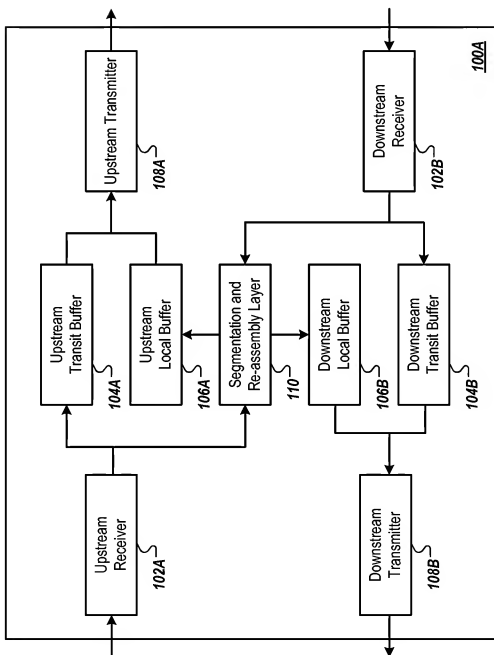 Upstream
Receiver
102A
Upstream
Transit Buffer
104A
Upstream
Local Buffer
106A
Upstream Transmitter
108A
Segmentation and
Re-assembly Layer
110
Downstream
Local Buffer
106B
Downstream
Transit Buffer
104B
Downstream
Transmitter
108B
Downstream
Receiver
102B
100A